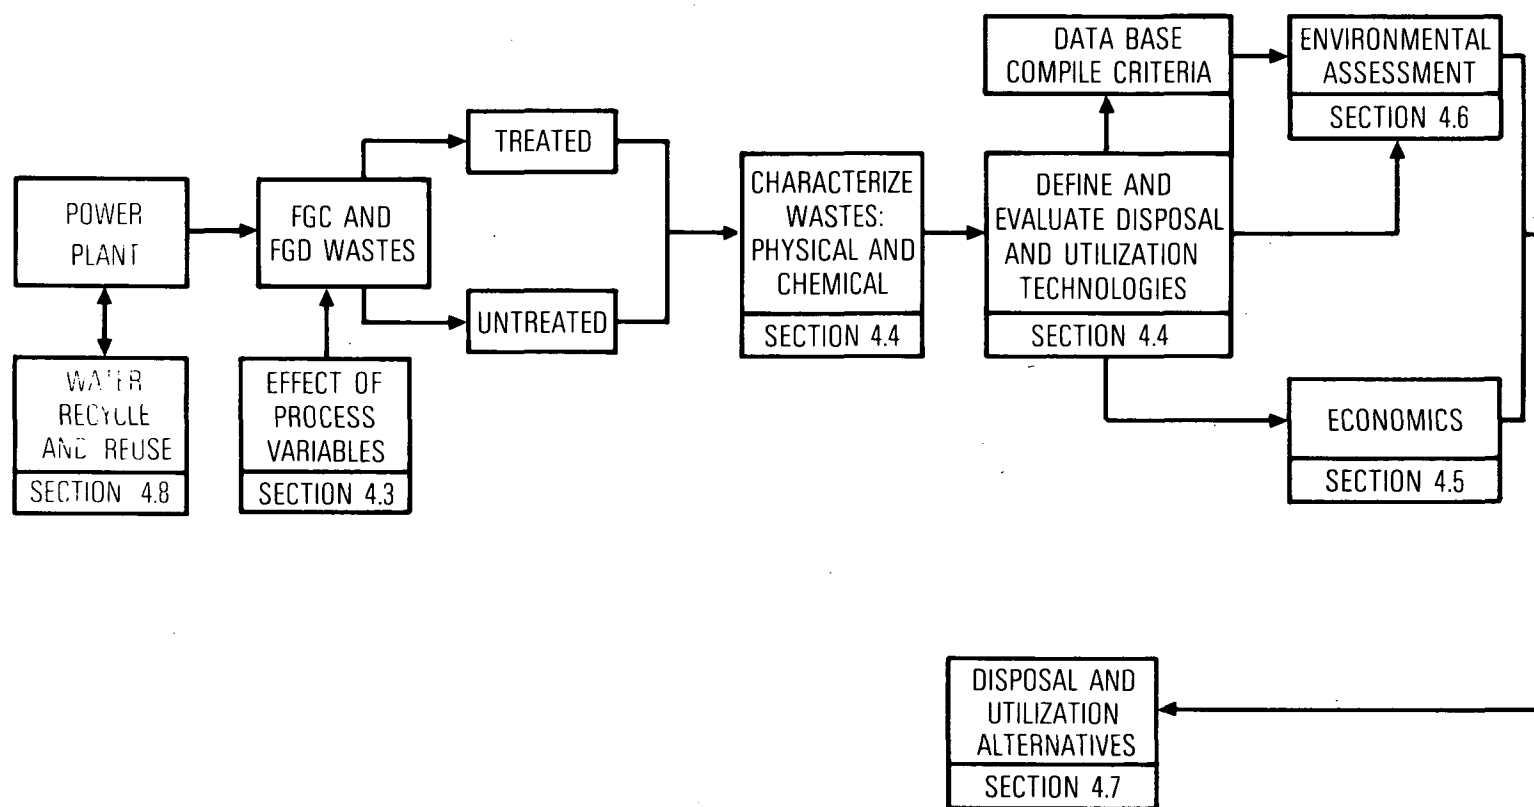 POWER
PLANT
WATER
RECYCLE
AND REUSE
SECTION 4.8
FGC AND
FGD WASTES
EFFECT OF
PROCESS
VARIABLES
SECTION 4.3
TREATED
UNTREATED
CHARACTERIZE
WASTES:
PHYSICAL AND
CHEMICAL
SECTION 4.4
DATA BASE
COMPILE CRITERIA
DEFINE AND
EVALUATE DISPOSAL
AND UTILIZATION
TECHNOLOGIES
SECTION 4.4
ENVIRONMENTAL
ASSESSMENT
SECTION 4.6
ECONOMICS
SECTION 4.5
DISPOSAL AND
UTILIZATION
ALTERNATIVES
SECTION 4.7